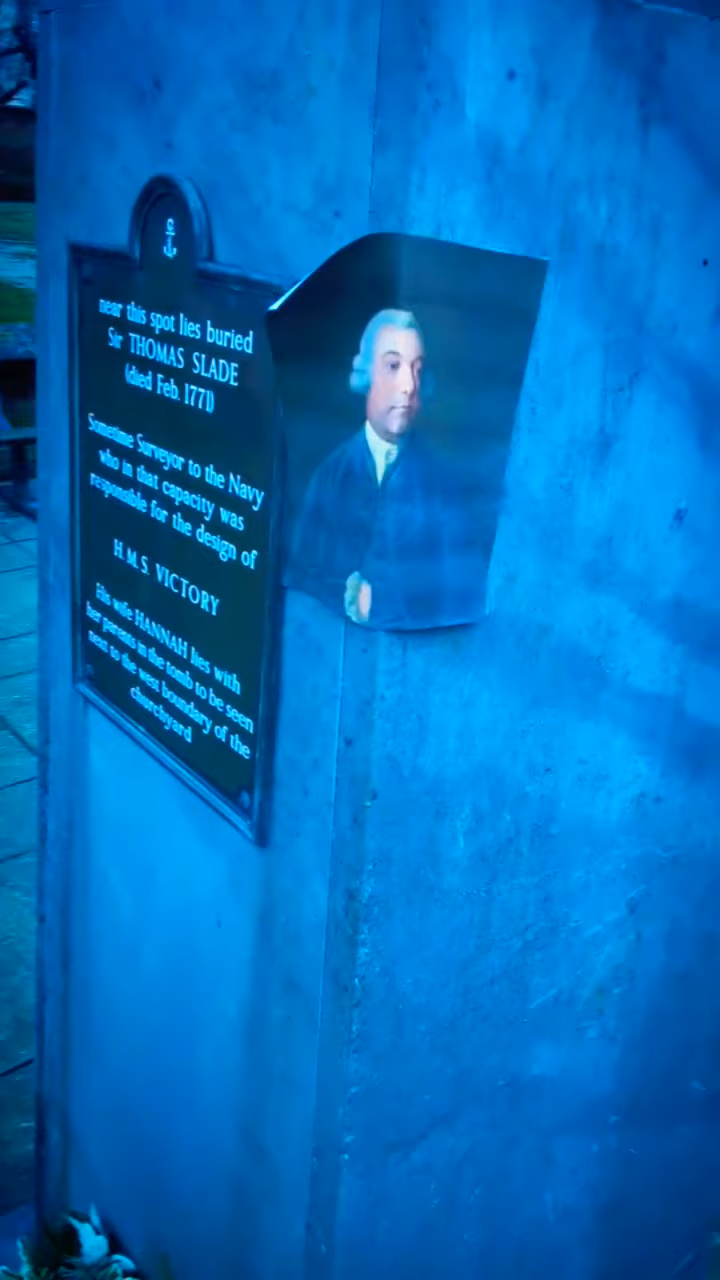 near this spot lies buried
Sir THOMAS SLADE
(died Feb. 1771)
Sometime Surveyor to the Navy
who in that capacity was
responsible for the design of
H.M.S. VICTORY
His wife HANNAH lies with
her parents in the tomb to be seen
next to the west boundary of the
churchyard